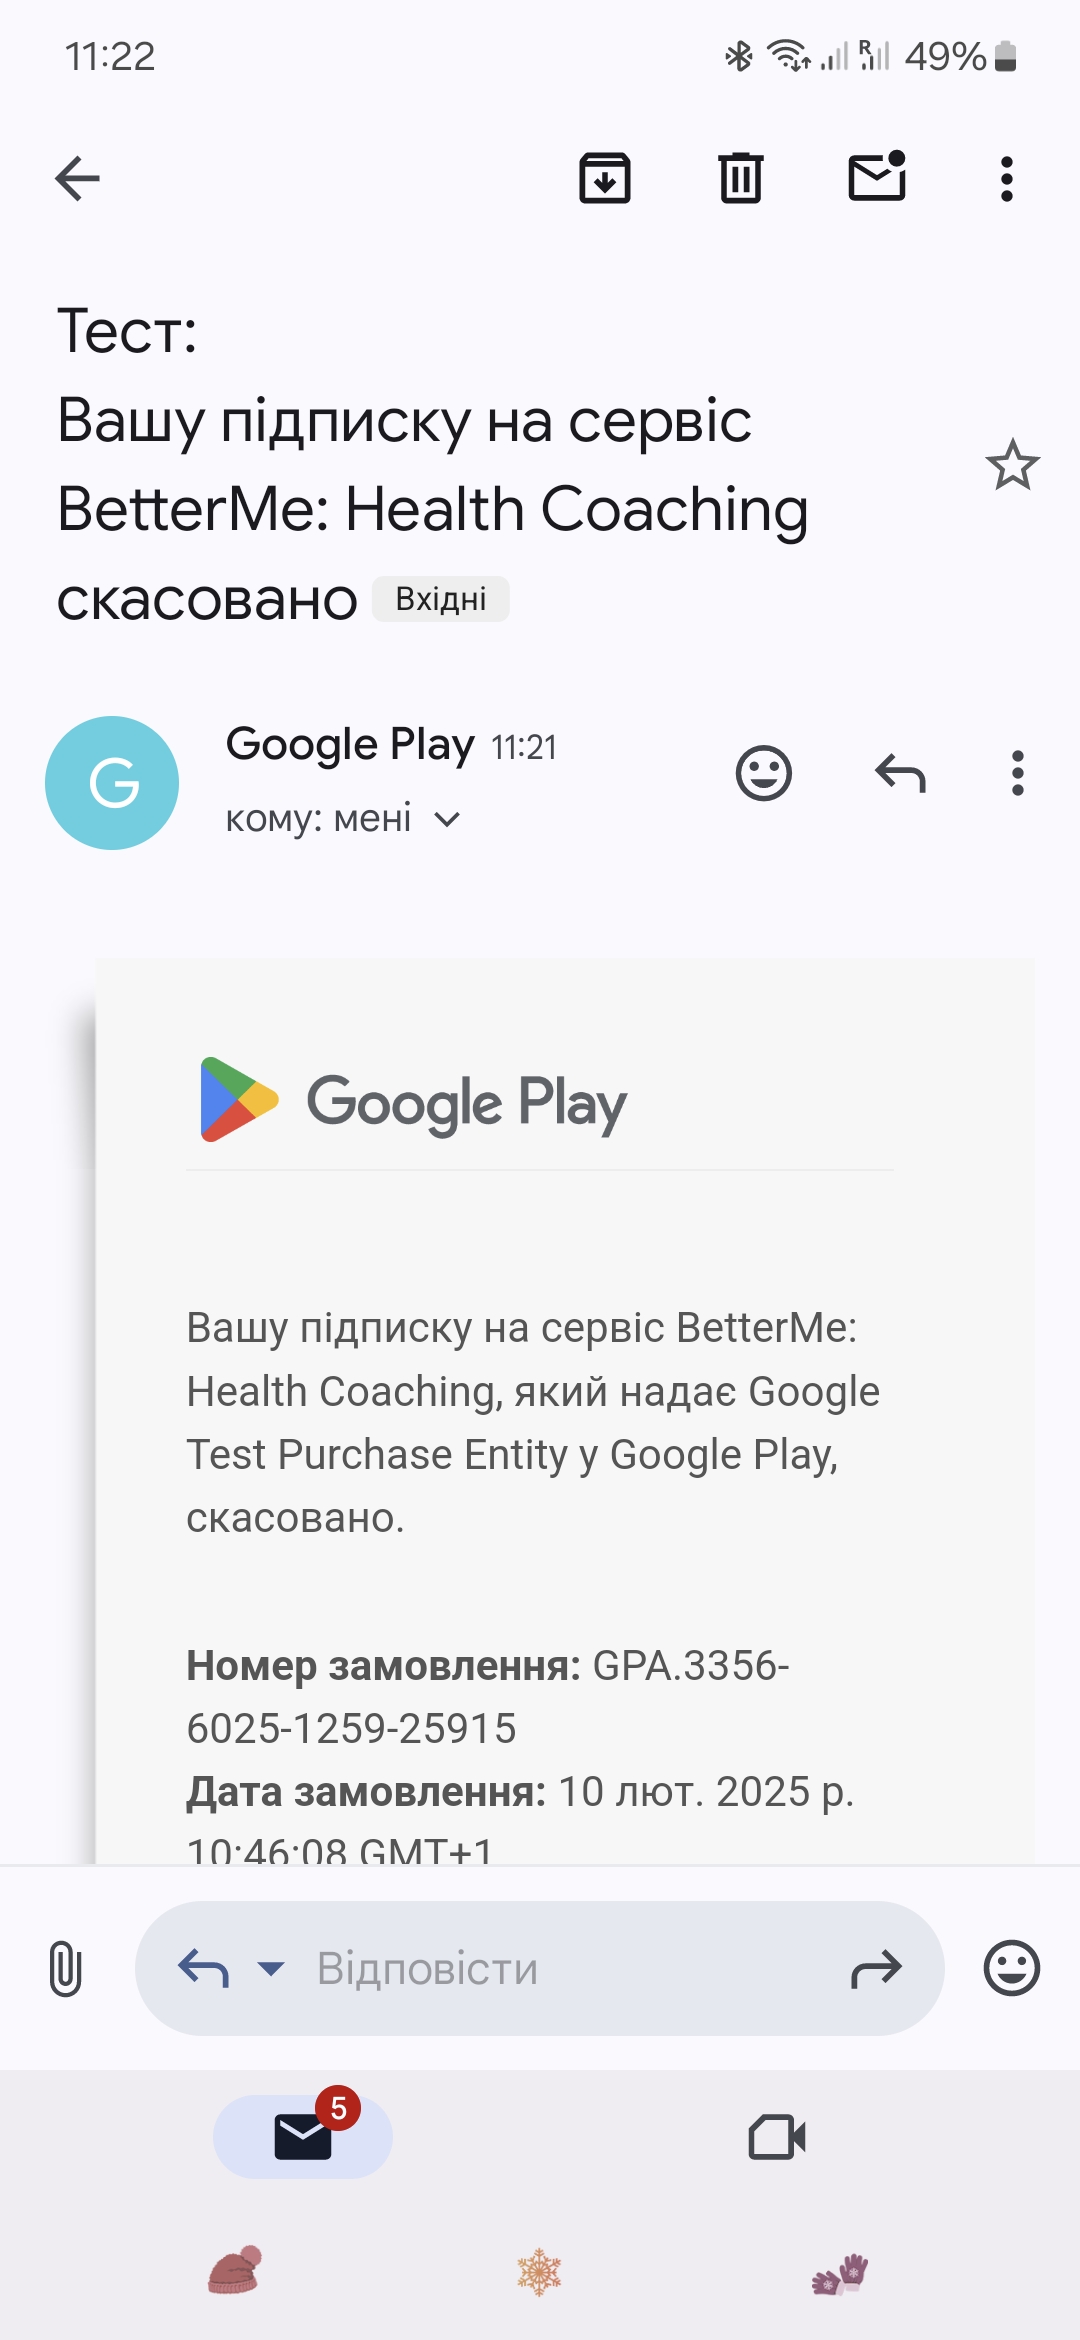 11:22
R
49%
Тест:
Вашу підписку на сервіс
BetterMe: Health Coaching
скасовано Вхідні
G
Google Play 11:21
кому: мені
Google Play
Вашу підписку на сервіс BetterMe:
Health Coaching, який надає Google
Test Purchase Entity у Google Play,
скасовано.
Номер замовлення: GPA.3356-
6025-1259-25915
Дата замовлення: 10 лют. 2025 р.
10:46:08 GMT+1
Відповісти
5